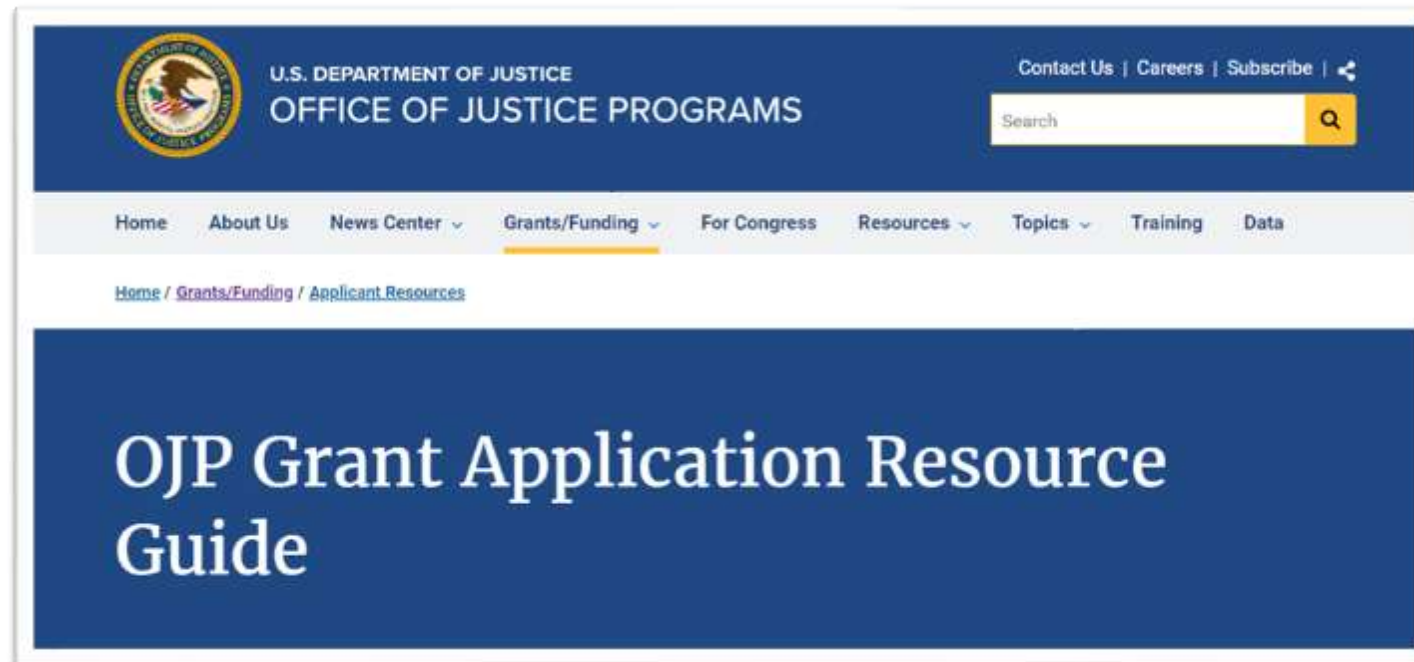 U.S. DEPARTMENT OF JUSTICE
OFFICE OF JUSTICE PROGRAMS
Contact Us | Careers | Subscribe |
Search
Home About Us News Center Grants/Funding For Congress Resources Topics Training Data
Home / Grants/Funding / Applicant Resources
OJP Grant Application Resource
Guide